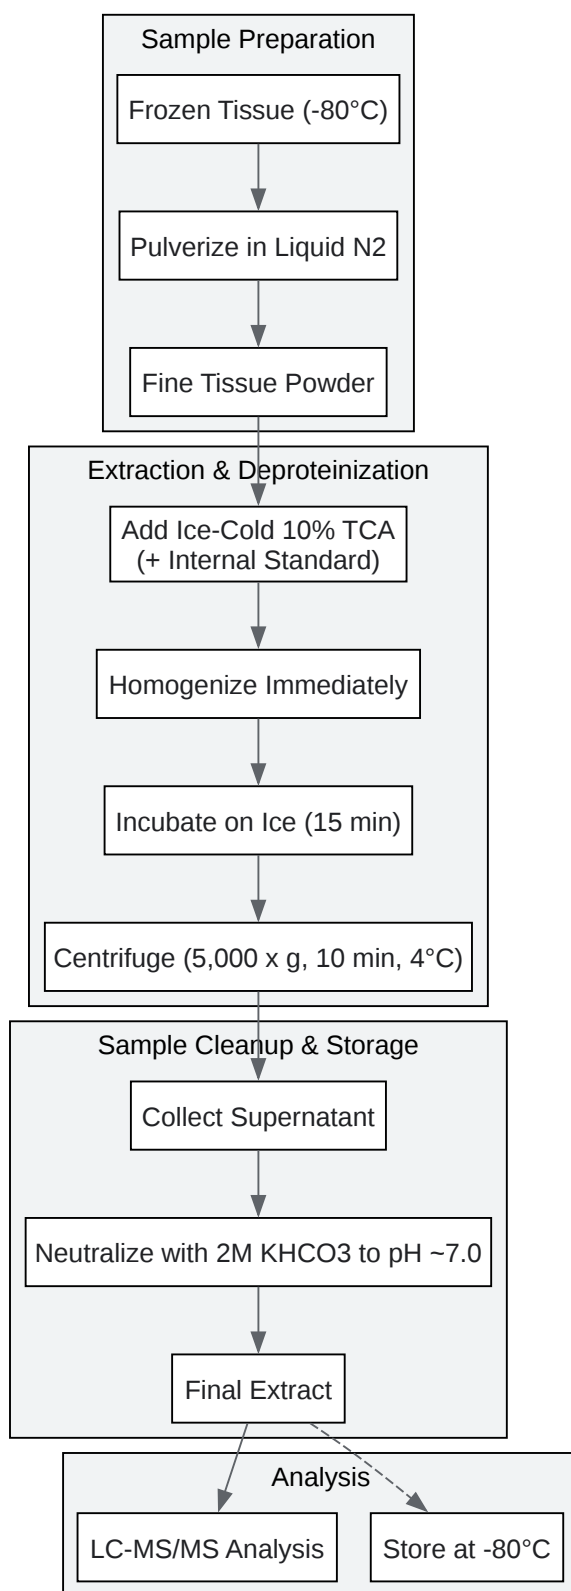 Sample Preparation
Frozen Tissue (-80°C)
Pulverize in Liquid N2
Fine Tissue Powder
Extraction & Deproteinization
Add Ice-Cold 10% TCA
(+ Internal Standard)
Homogenize Immediately
Incubate on Ice (15 min)
Centrifuge (5,000 x g, 10 min, 4°C)
Sample Cleanup & Storage
Collect Supernatant
Neutralize with 2M KHCO3 to pH ~7.0
Final Extract
Analysis
LC-MS/MS Analysis
Store at -80°C